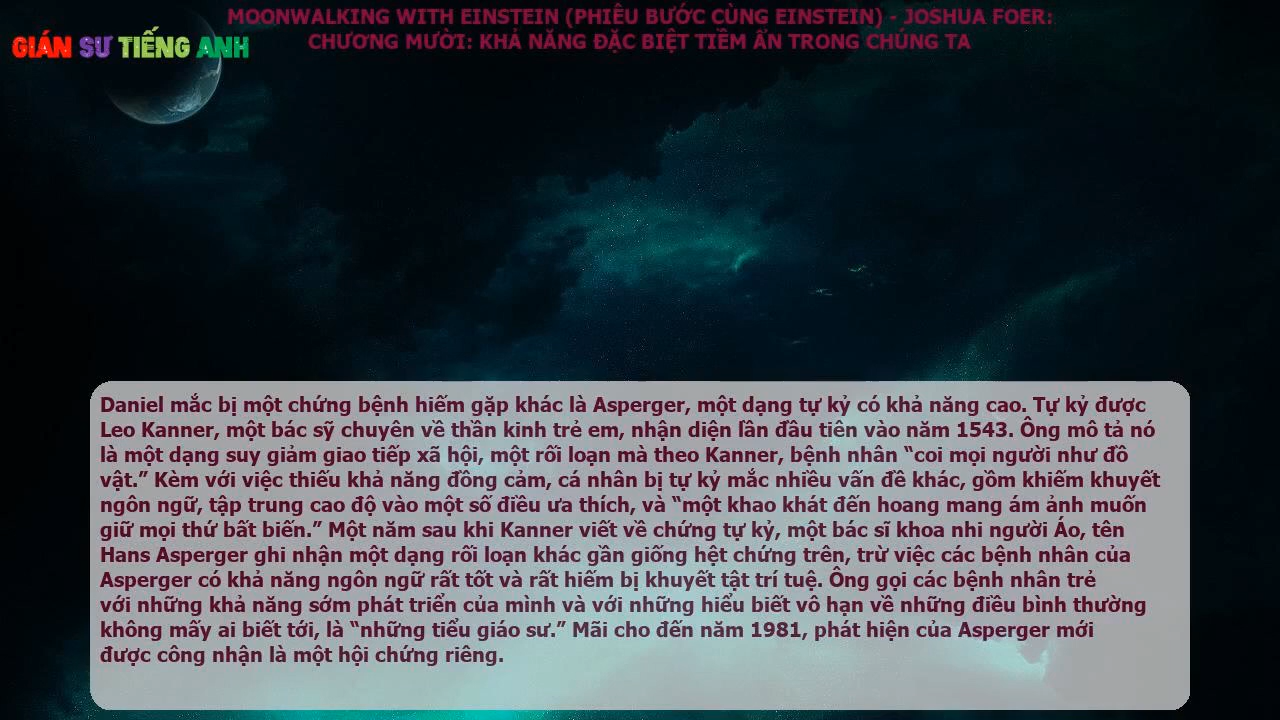 MOONWALKING WITH EINSTEIN (PHIÊU BƯỚC CÙNG EINSTEIN) - JOSHUA FOER:
CHƯƠNG MƯỜI: KHẢ NĂNG ĐẶC BIỆT TIỀM ẨN TRONG CHÚNG TA
GIÁN SƯ TIẾNG ANH
Daniel mắc bị một chứng bệnh hiếm gặp khác là Asperger, một dạng tự kỷ có khả năng cao. Tự kỷ được
Leo Kanner, một bác sỹ chuyên về thần kinh trẻ em, nhận diện lần đầu tiên vào năm 1543. Ông mô tả nó
là một dạng suy giảm giao tiếp xã hội, một rối loạn mà theo Kanner, bệnh nhân “coi mọi người như đồ
vật.” Kèm với việc thiếu khả năng đồng cảm, cá nhân bị tự kỷ mắc nhiều vấn đề khác, gồm khiếm khuyết
ngôn ngữ, tập trung cao độ vào một số điều ưa thích, và “một khao khát đến hoang mang ám ảnh muốn
giữ mọi thứ bất biến.” Một năm sau khi Kanner viết về chứng tự kỷ, một bác sĩ khoa nhi người Áo, tên
Hans Asperger ghi nhận một dạng rối loạn khác gần giống hệt chứng trên, trừ việc các bệnh nhân của
Asperger có khả năng ngôn ngữ rất tốt và rất hiếm bị khuyết tật trí tuệ. Ông gọi các bệnh nhân trẻ
với những khả năng sớm phát triển của mình và với những hiểu biết vô hạn về những điều bình thường
không mấy ai biết tới, là “những tiểu giáo sư.” Mãi cho đến năm 1981, phát hiện của Asperger mới
được công nhận là một hội chứng riêng.